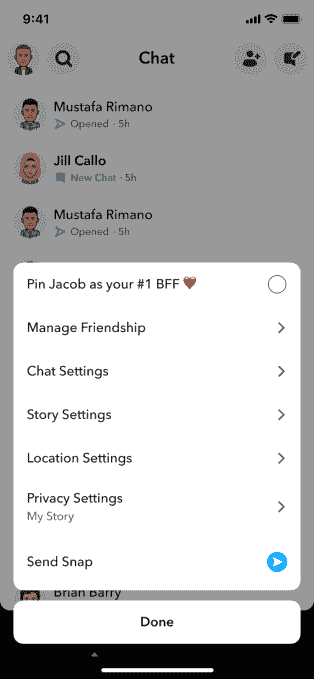 9:41
Chat
Mustafa Rimano
Opened · 5h
Jill Callo
New Chat · 5h
Mustafa Rimano
Opened · 5h
Pin Jacob as your #1 BFF 🤎
Manage Friendship
Chat Settings
Story Settings
Location Settings
Privacy Settings
My Story
Send Snap
Brian Barry
Done